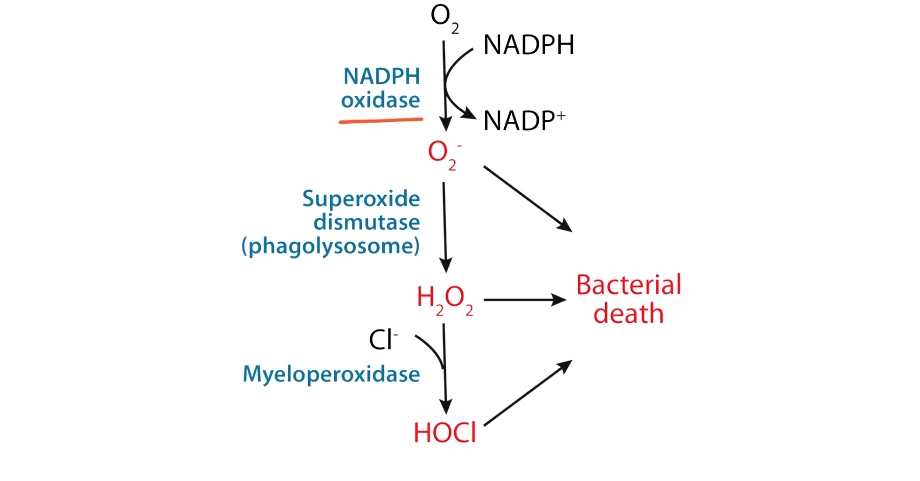 O₂
NADPH
NADPH
oxidase
NADP⁺
O₂⁻
Superoxide
dismutase
(phagolysosome)
H₂O₂
Bacterial
death
Cl⁻
Myeloperoxidase
HOCl